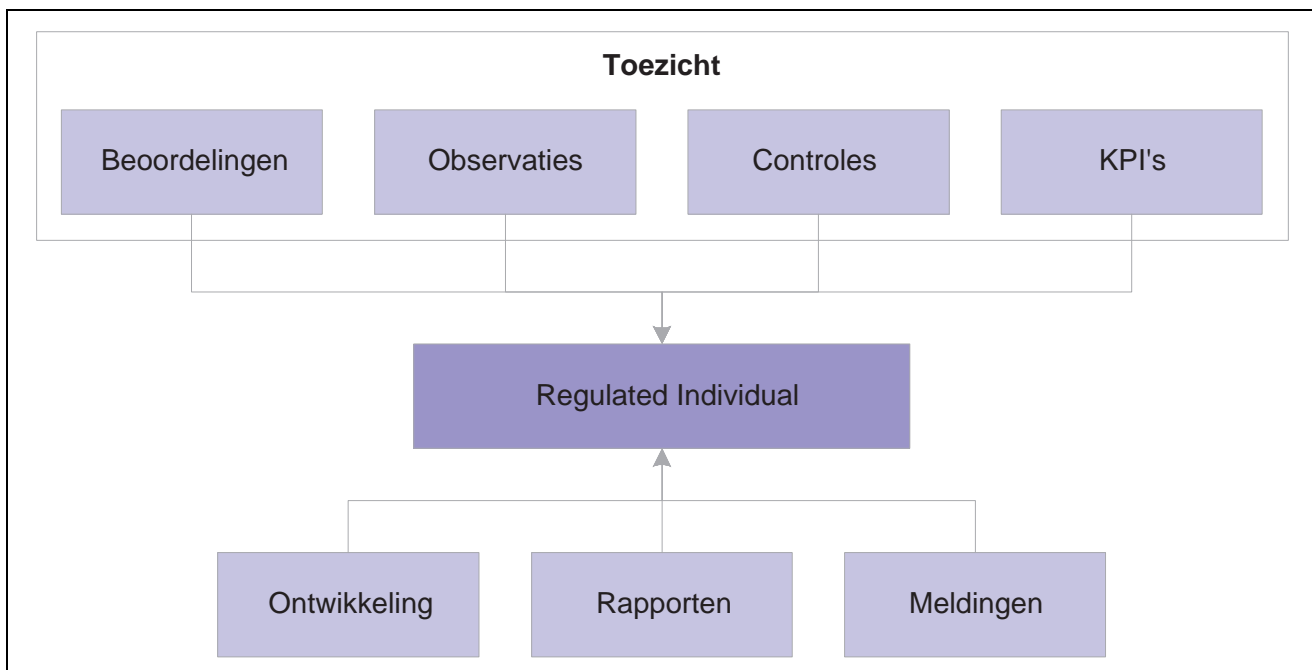 Toezicht
Beoordelingen
Observaties
Controles
KPI's
Regulated Individual
Ontwikkeling
Rapporten
Meldingen